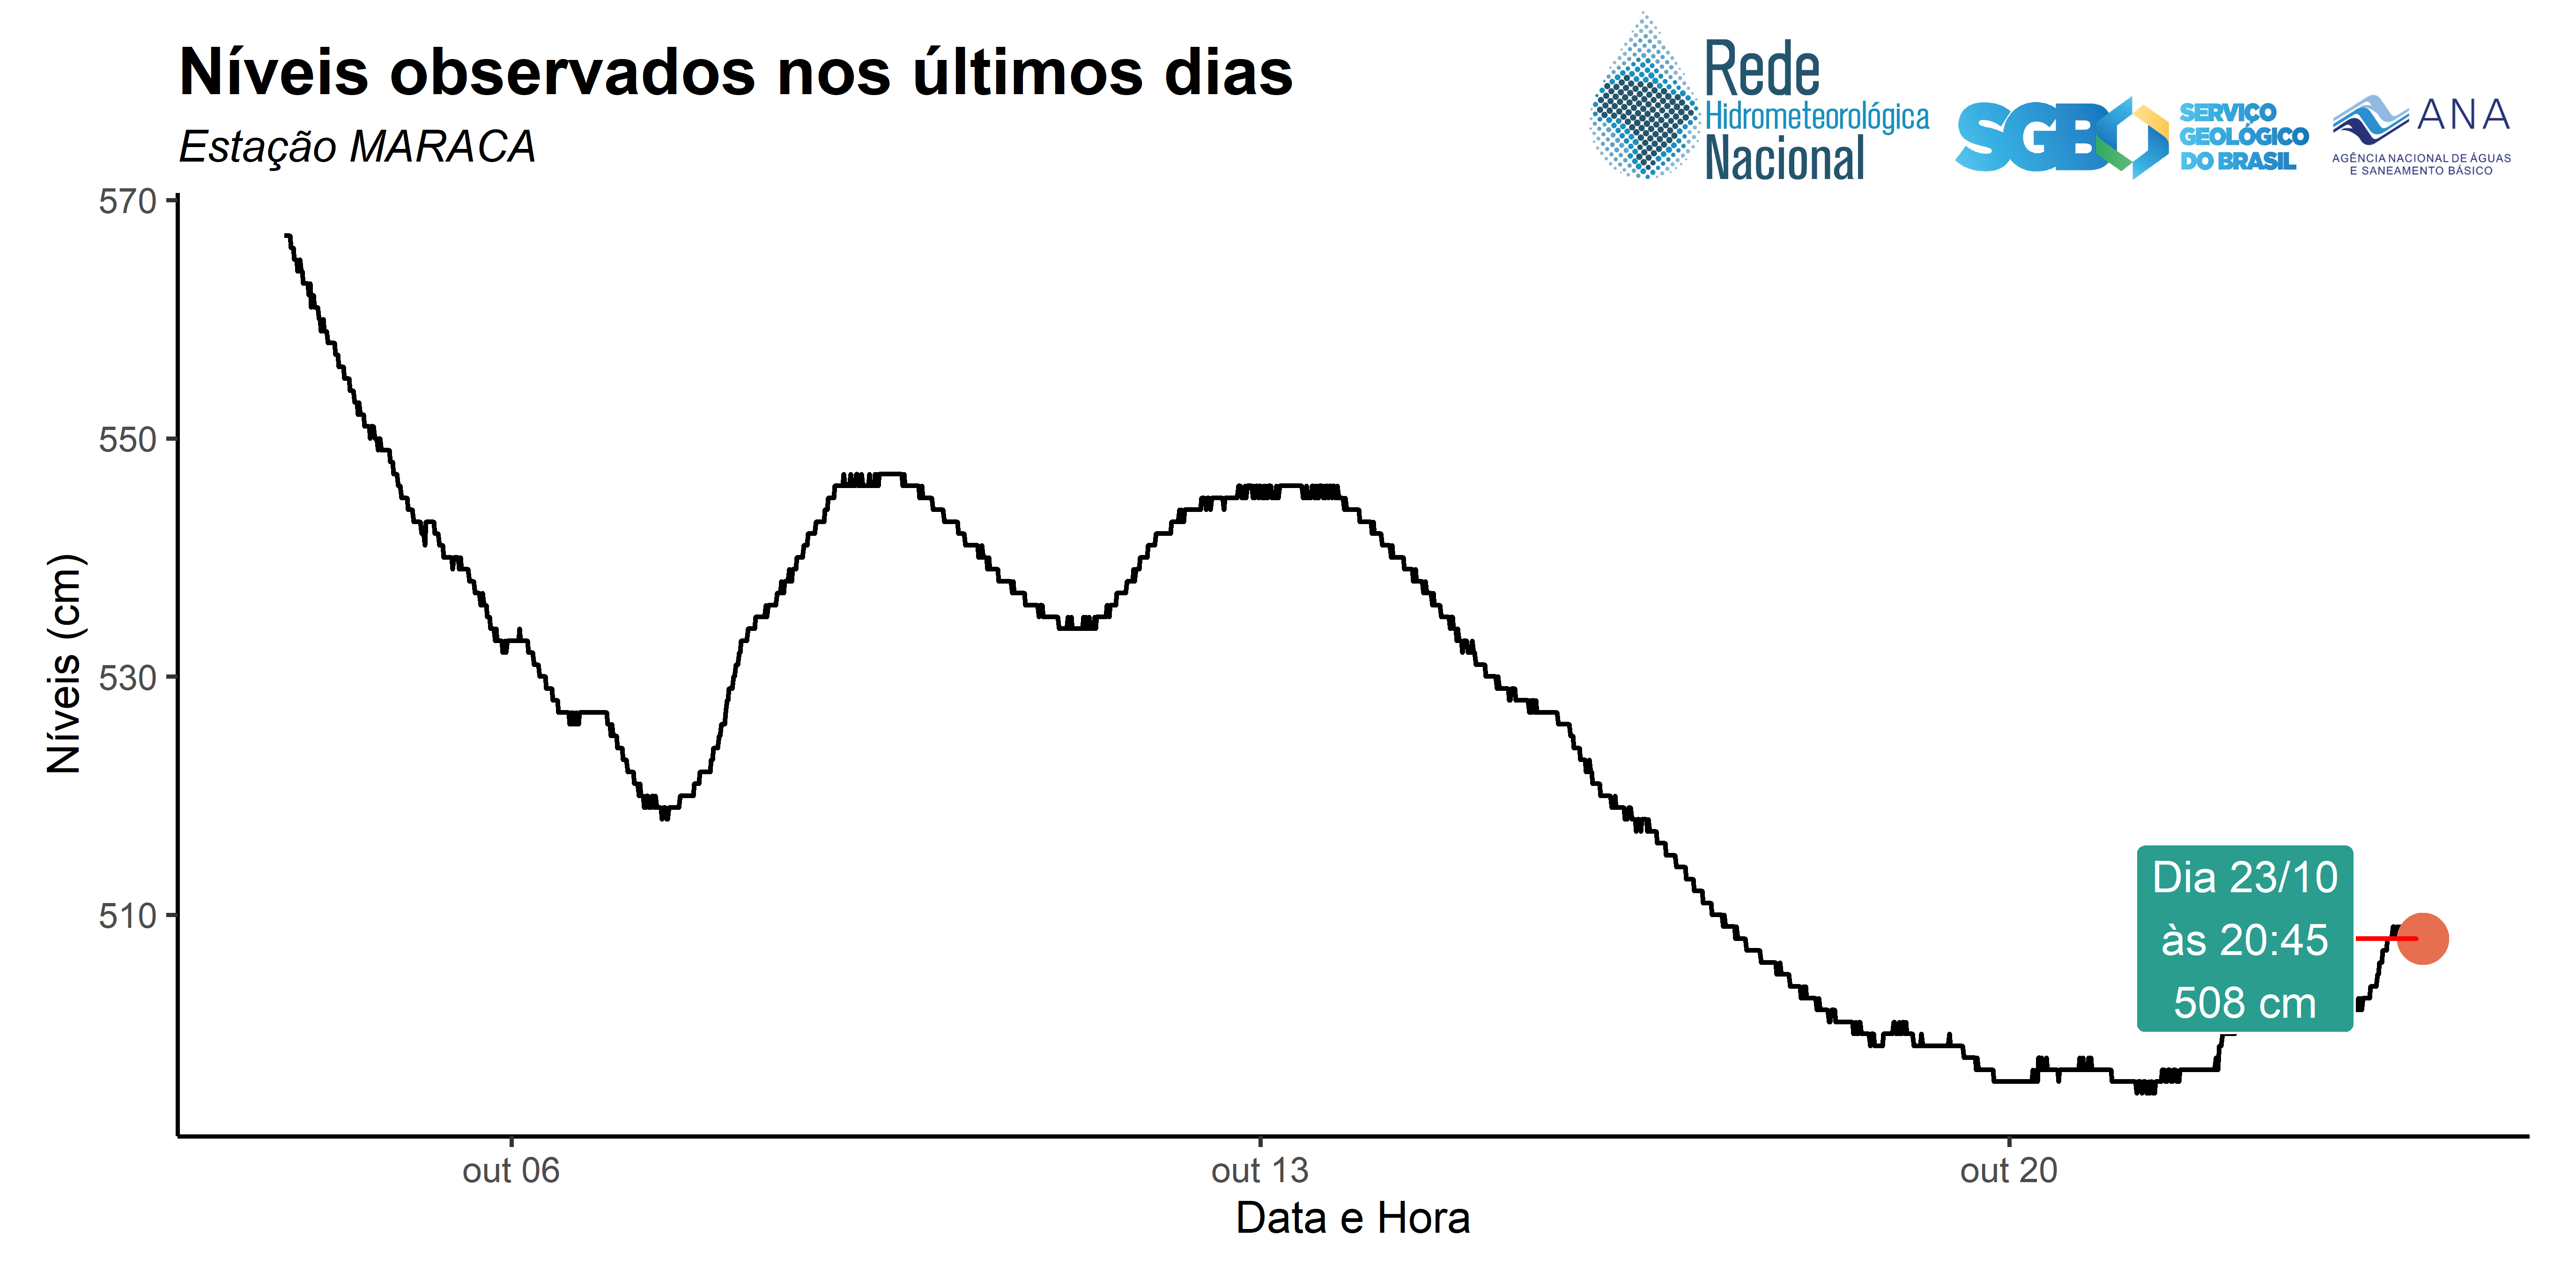 Níveis observados nos últimos dias
Estação MARACA
Rede
Hidrometeorológica
Nacional
SGB
SERVIÇO
GEOLÓGICO
DO BRASIL
ANA
AGÊNCIA NACIONAL DE ÁGUAS
E SANEAMENTO BÁSICO
570
550
530
510
Níveis (cm)
Dia 23/10
às 20:45
508 cm
out 06
out 13
out 20
Data e Hora